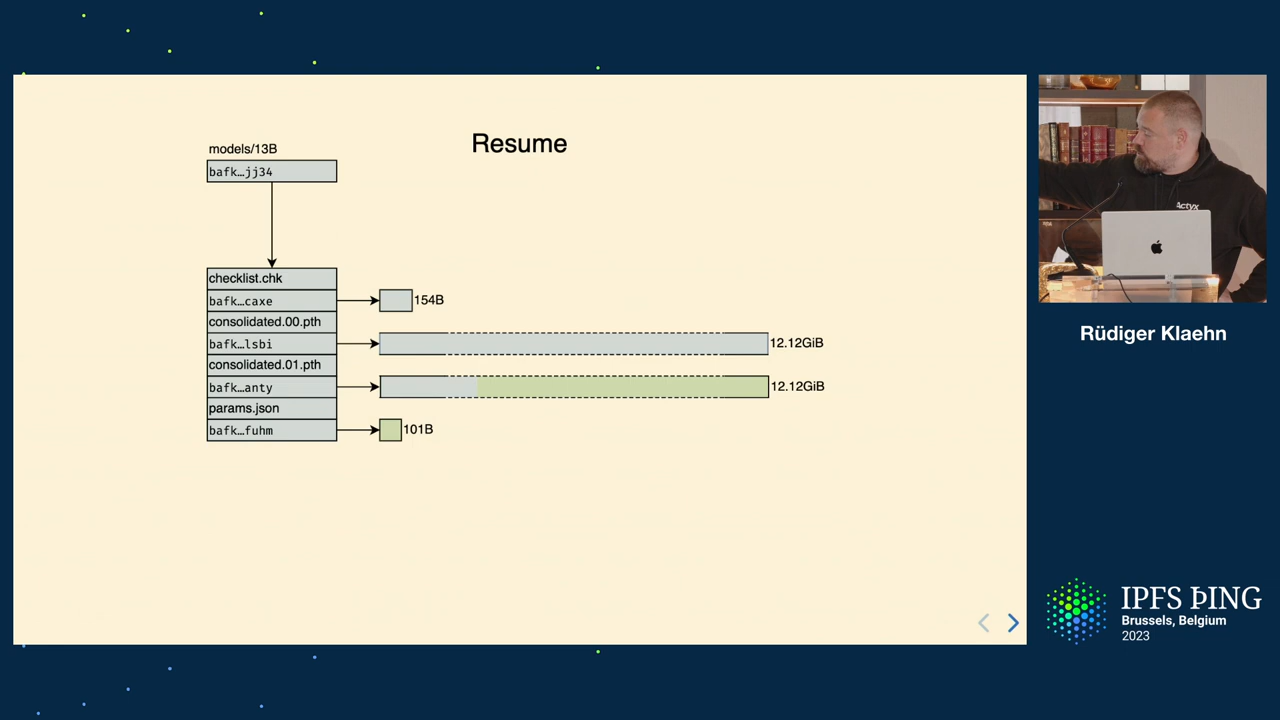 Resume
models/13B
bafk…jj34
checklist.chk
bafk…caxe
154B
consolidated.00.pth
bafk…lsbi
12.12GiB
consolidated.01.pth
bafk…anty
12.12GiB
params.json
bafk…fuhm
101B
Actyx
Rüdiger Klaehn
IPFS ÞING
Brussels, Belgium
2023